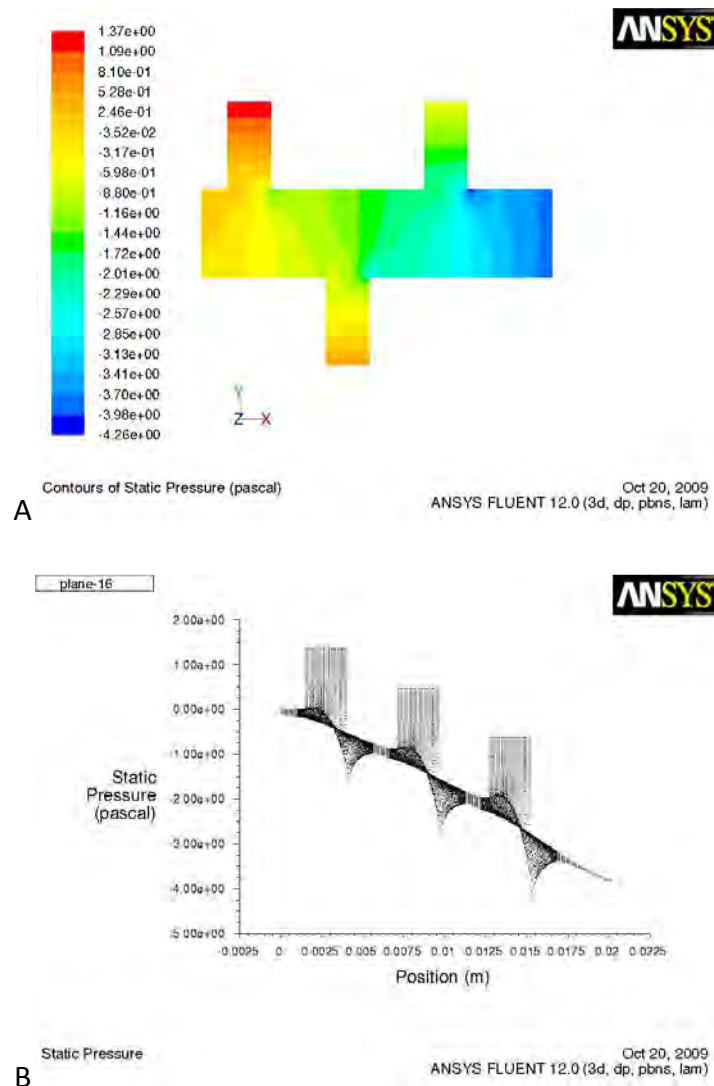 1.37e+00
1.09e+00
8.10e-01
5.28e-01
2.46e-01
-3.52e-02
-3.17e-01
-5.98e-01
-8.80e-01
-1.16e+00
-1.44e+00
-1.72e+00
-2.01e+00
-2.29e+00
-2.57e+00
-2.85e+00
-3.13e+00
-3.41e+00
-3.70e+00
-3.98e+00
-4.26e+00
ANSYS
Y
Z X
Contours of Static Pressure (pascal)
Oct 20, 2009
ANSYS FLUENT 12.0 (3d, dp, pbns, lam)
A
plane-16
ANSYS
2.00e+00
1.00e+00
0.00e+00
-1.00e+00
-2.00e+00
-3.00e+00
-4.00e+00
-5.00e+00
Static
Pressure
(pascal)
-0.0025 0 0.0025 0.005 0.0075 0.01 0.0125 0.015 0.0175 0.02 0.0225
Position (m)
Static Pressure
Oct 20, 2009
ANSYS FLUENT 12.0 (3d, dp, pbns, lam)
B